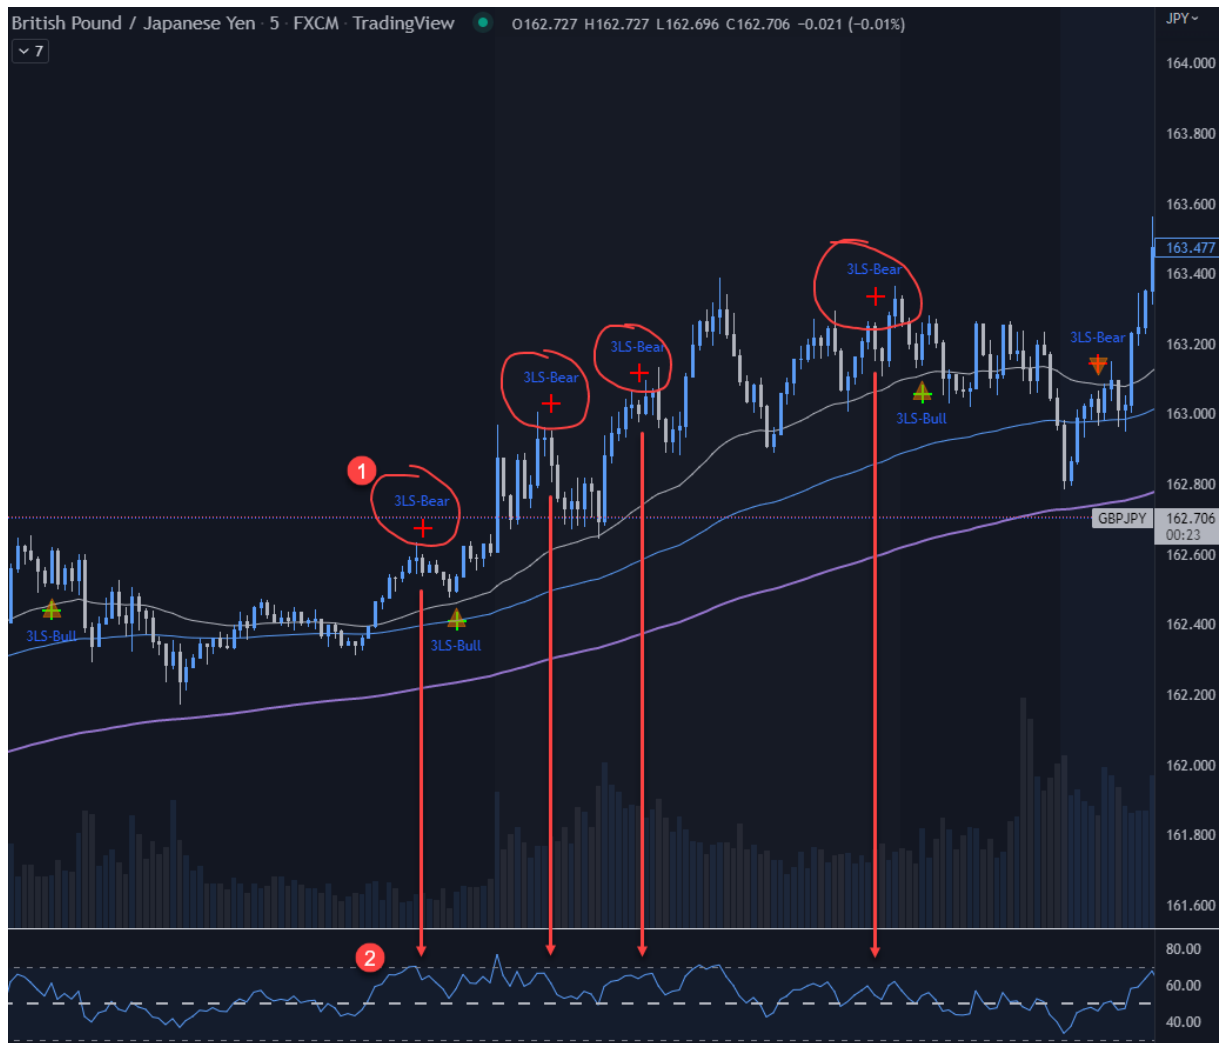 British Pound / Japanese Yen · 5 · FXCM · TradingView O162.727 H162.727 L162.696 C162.706 −0.021 (−0.01%)
JPY
7
164.000
163.800
163.600
163.477
163.400
3LS-Bear
3LS-Bear
163.200
3LS-Bear
3LS-Bear
163.000
3LS-Bull
1
3LS-Bear
162.800
GBPJPY 162.706
00:23
162.600
3LS-Bull
3LS-Bull
162.400
162.200
162.000
161.800
161.600
2
80.00
60.00
40.00